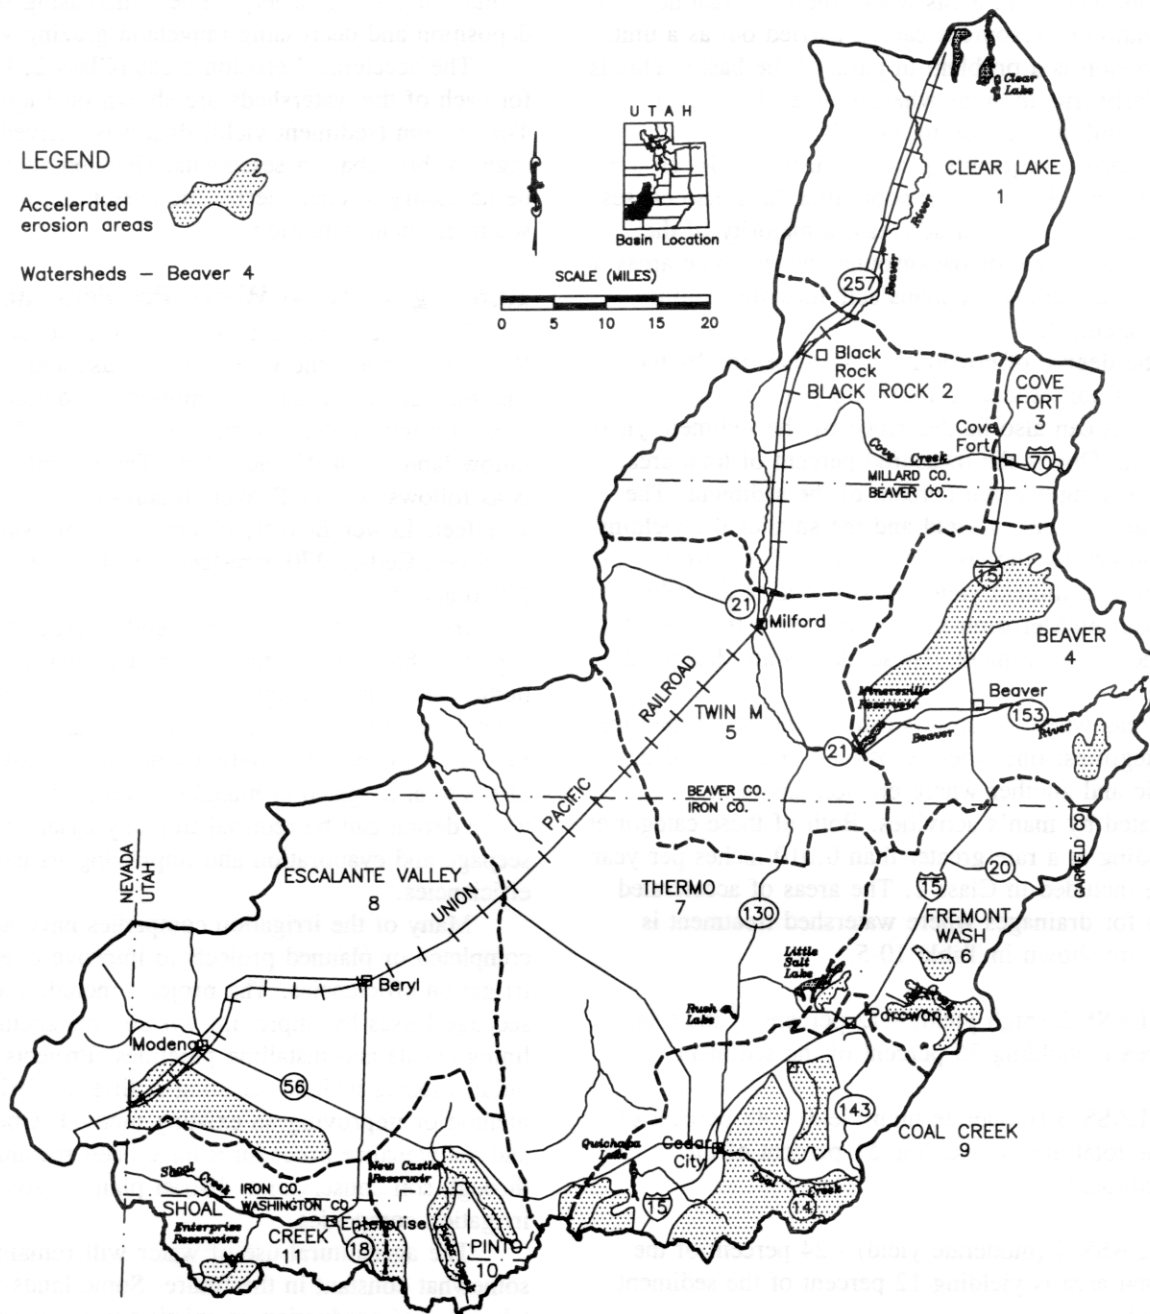 UTAH
Clear
Lake
LEGEND
CLEAR LAKE
1
Accelerated
erosion areas
River
Basin Location
Watersheds – Beaver 4
SCALE (MILES)
0 5 10 15 20
Beaver
257
Black
Rock
BLACK ROCK 2
COVE
FORT
3
Cove
Fort
Cove Creek
70
MILLARD CO.
BEAVER CO.
15
21
Milford
BEAVER
4
RAILROAD
Minersville
Reservoir
Beaver
TWIN M
5
153
Beaver River
21
PACIFIC
BEAVER CO.
IRON CO.
GARFIELD CO.
NEVADA
UTAH
ESCALANTE VALLEY
8
UNION
THERMO
7
15
20
130
FREMONT
WASH
6
Little
Salt
Lake
Beryl
Rush
Lake
Parowan
Modena
56
143
COAL CREEK
9
Quichapa
Lake
Cedar
City
Coal Creek
Shoal
Creek
New Castle
Reservoir
IRON CO.
WASHINGTON CO
15
14
SHOAL
CREEK
11
Enterprise
Reservoirs
Enterprise
18
PINTO
10